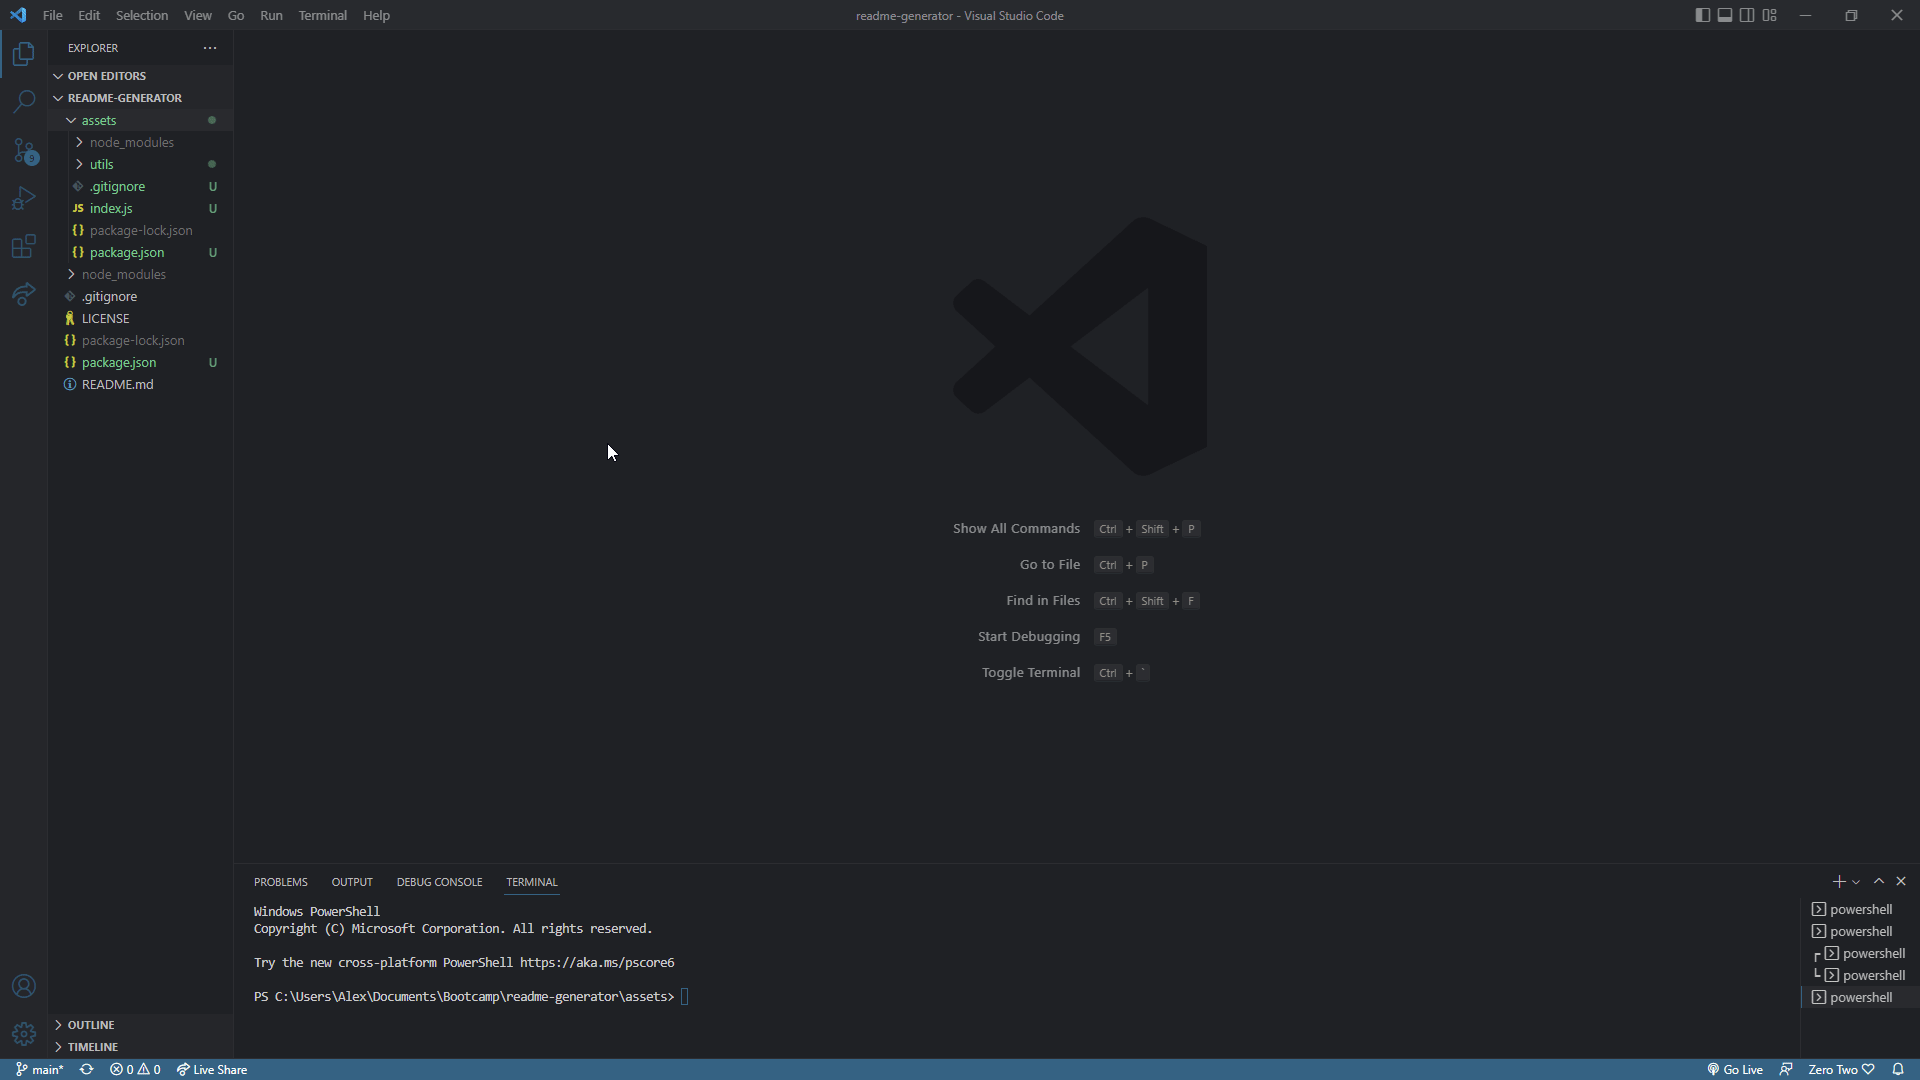 File Edit Selection View Go Run Terminal Help
readme-generator - Visual Studio Code
EXPLORER
OPEN EDITORS
README-GENERATOR
assets
node_modules
utils
.gitignore U
JS index.js U
{} package-lock.json
{} package.json U
node_modules
.gitignore
LICENSE
{} package-lock.json
{} package.json U
README.md
OUTLINE
TIMELINE
9
Show All Commands Ctrl + Shift + P
Go to File Ctrl + P
Find in Files Ctrl + Shift + F
Start Debugging F5
Toggle Terminal Ctrl + `
PROBLEMS OUTPUT DEBUG CONSOLE TERMINAL
Windows PowerShell
Copyright (C) Microsoft Corporation. All rights reserved.
Try the new cross-platform PowerShell https://aka.ms/pscore6
PS C:\Users\Alex\Documents\Bootcamp\readme-generator\assets>
powershell
powershell
powershell
powershell
powershell
main* 0 0 Live Share
Go Live Zero Two